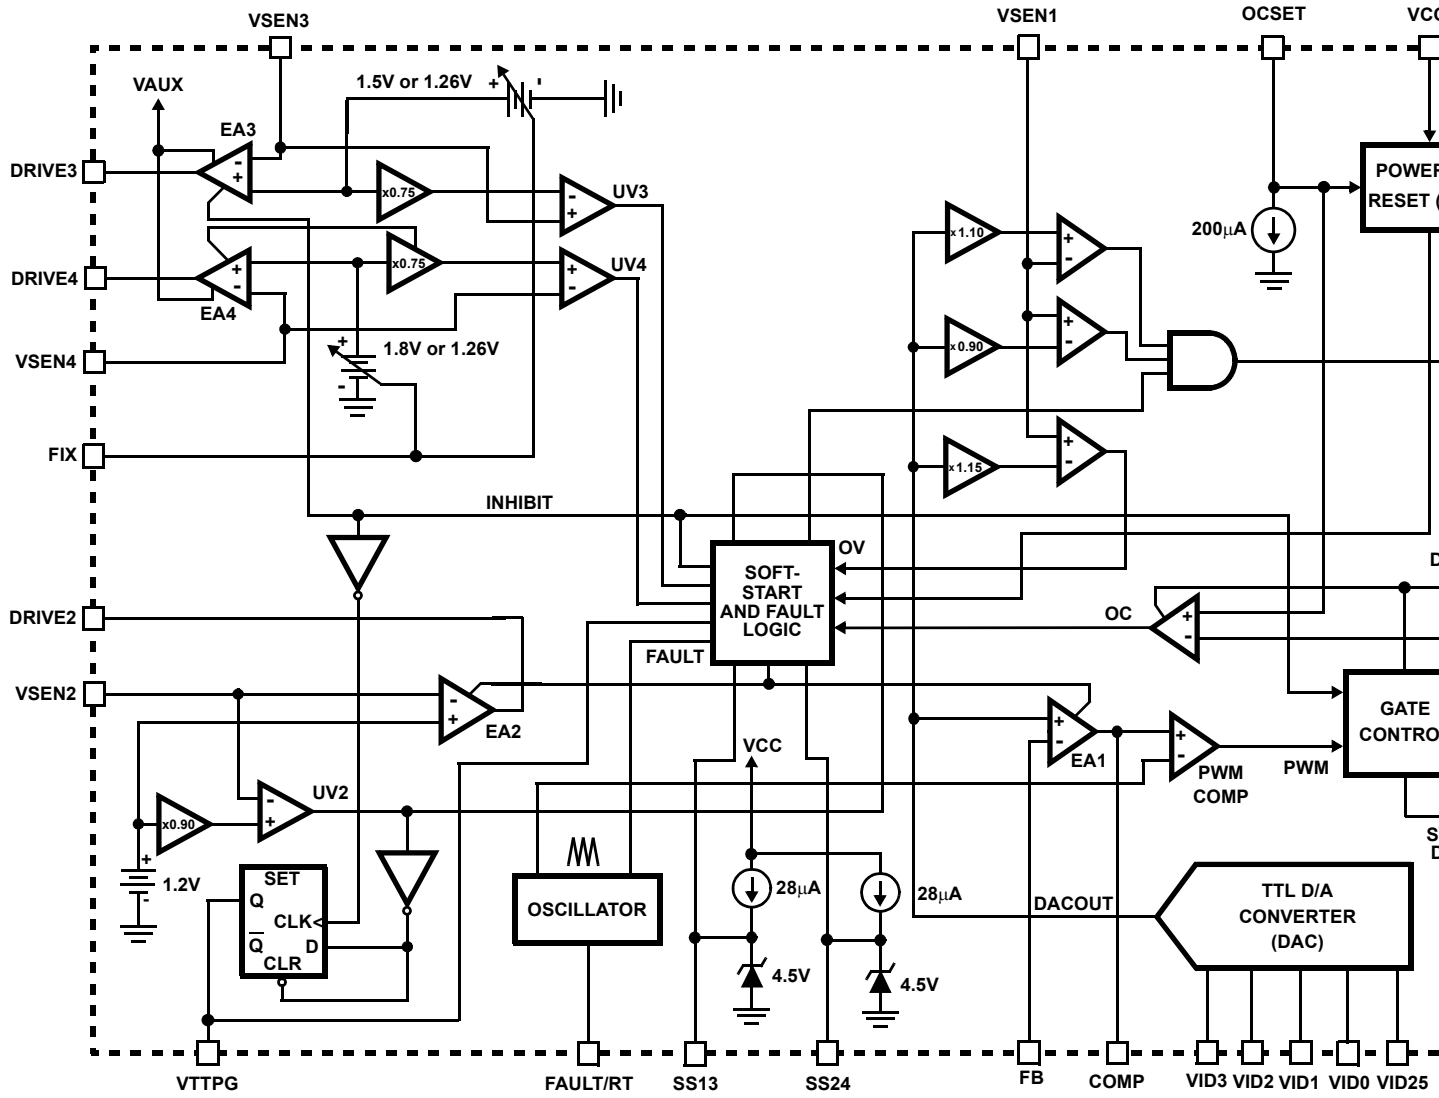 VSEN3
VSEN1
OCSET
VCC
VAUX
1.5V or 1.26V
+
-
EA3
DRIVE3
-
+
x0.75
UV3
-
+
POWER
RESET (
200µA
x1.10
+
-
DRIVE4
+
-
EA4
x0.75
UV4
+
-
VSEN4
+
1.8V or 1.26V
-
x0.90
+
-
FIX
x1.15
+
-
INHIBIT
OV
SOFT-
START
AND FAULT
LOGIC
D
DRIVE2
OC
+
-
FAULT
VSEN2
-
+
EA2
GATE
CONTRO
+
-
EA1
+
-
PWM
COMP
PWM
VCC
UV2
-
+
x0.90
+
1.2V
-
S
D
SET
Q
CLK<
Q
D
CLR
OSCILLATOR
28µA
28µA
4.5V
4.5V
DACOUT
TTL D/A
CONVERTER
(DAC)
VTTPG
FAULT/RT
SS13
SS24
FB
COMP
VID3
VID2
VID1
VID0
VID25